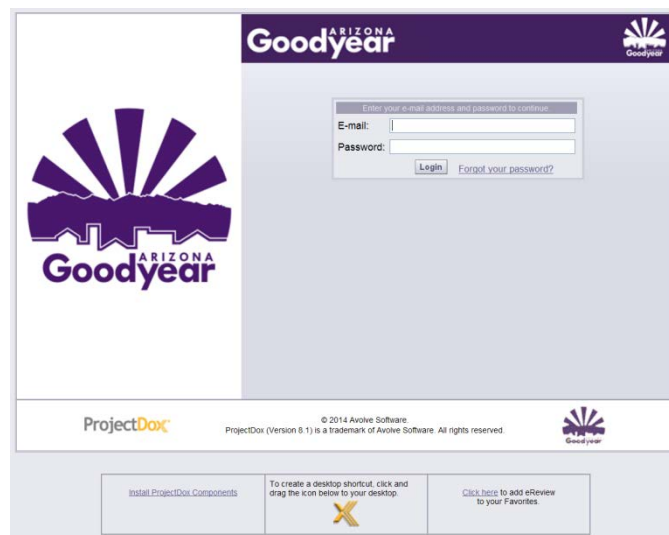 ARIZONA
Goodyear
Goodyear
Enter your e-mail address and password to continue.
E-mail:
Password:
Login Forgot your password?
ARIZONA
Goodyear
ProjectDox
© 2014 Avolve Software.
ProjectDox (Version 8.1) is a trademark of Avolve Software. All rights reserved.
Goodyear
Install ProjectDox Components
To create a desktop shortcut, click and
drag the icon below to your desktop.
Click here to add eReview
to your Favorites.